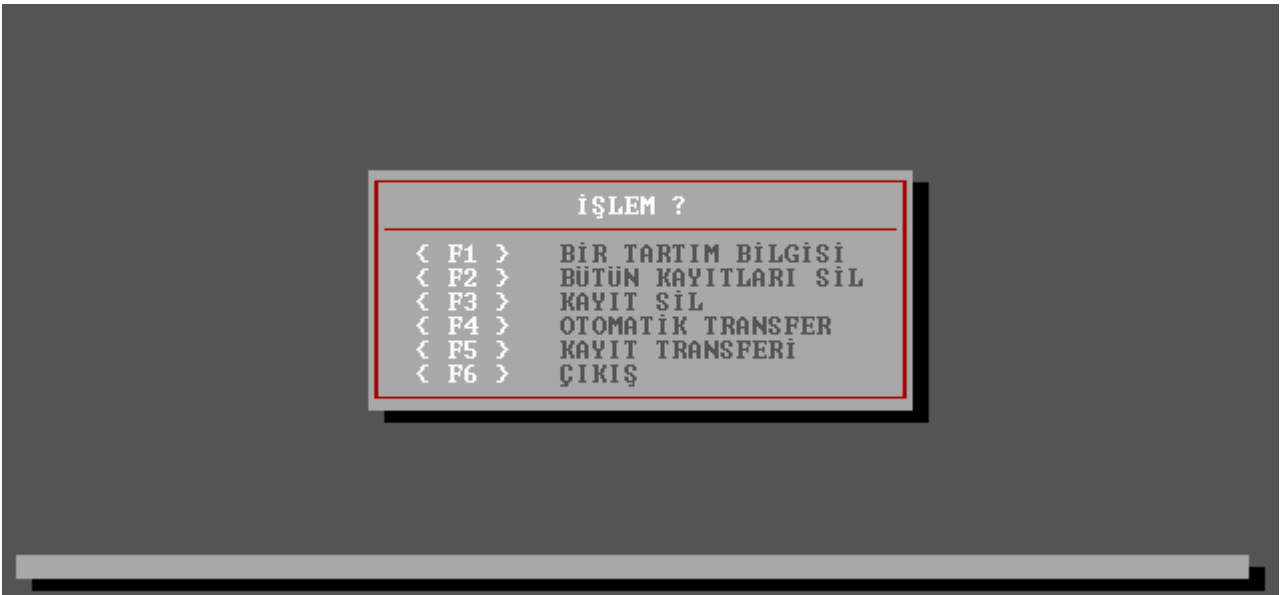 İŞLEM ?
{ F1 } BİR TARTIM BİLGİSİ
{ F2 } BÜTÜN KAYITLARI SİL
{ F3 } KAYIT SİL
{ F4 } OTOMATİK TRANSFER
{ F5 } KAYIT TRANSFERİ
{ F6 } ÇIKIŞ